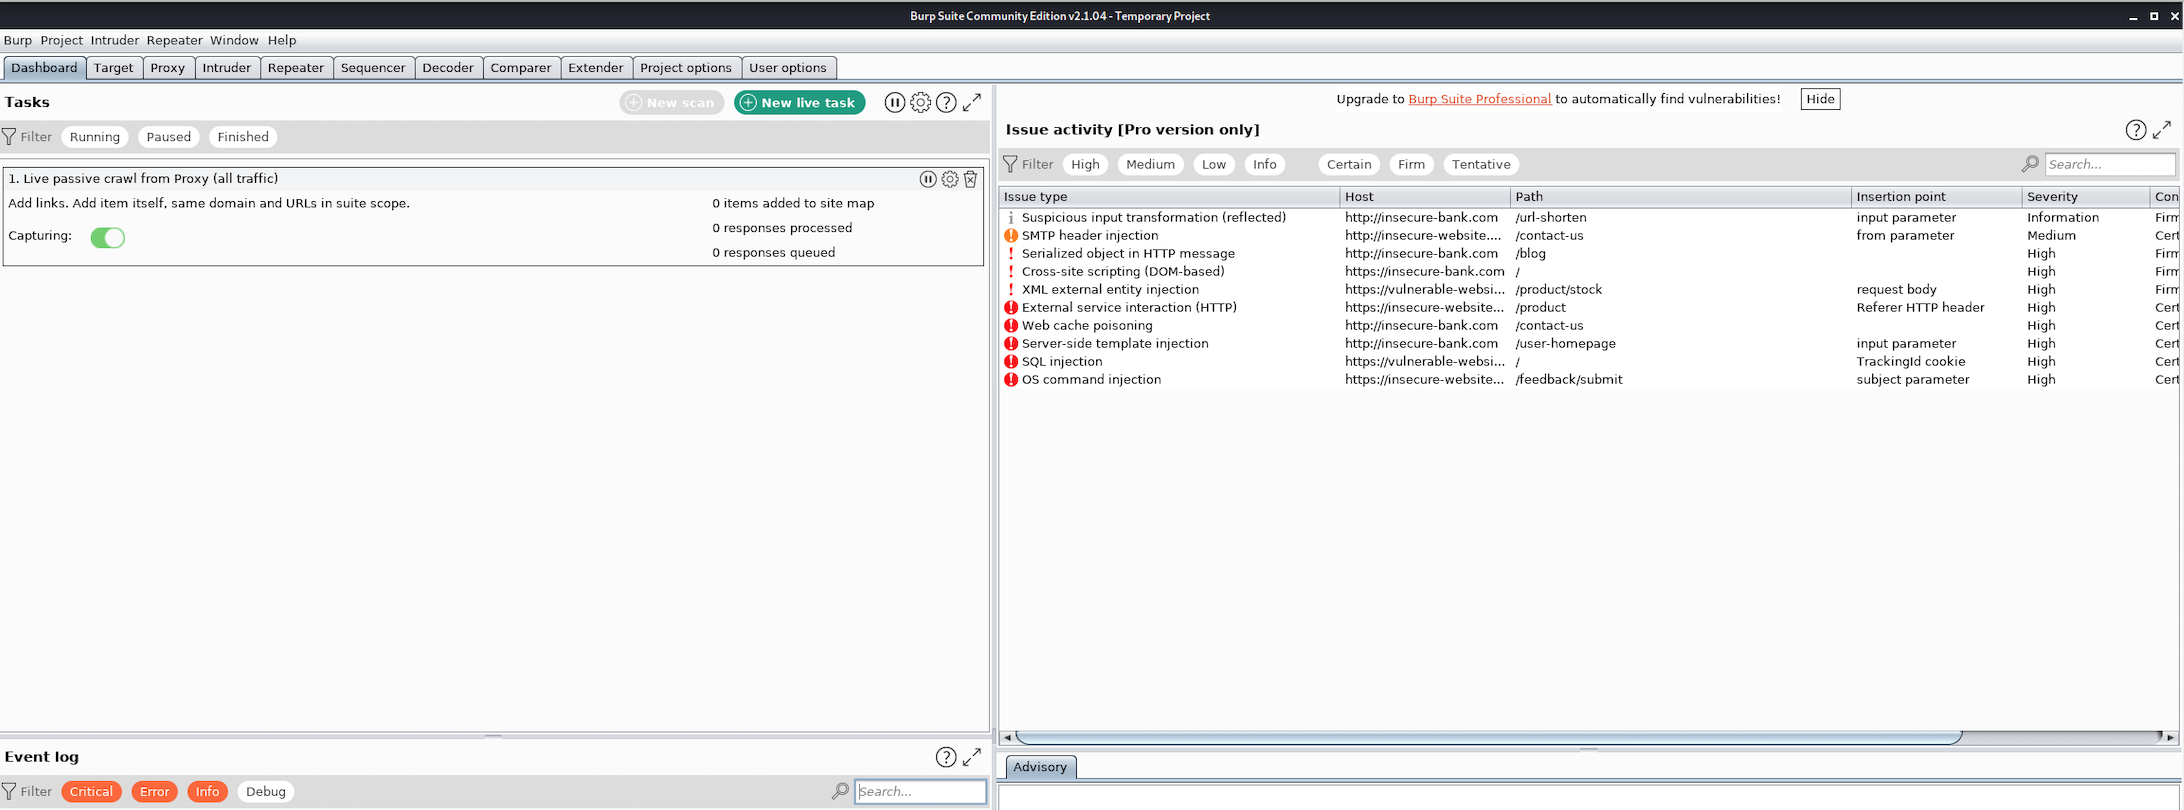 Burp Suite Community Edition v2.1.04 - Temporary Project
Burp Project Intruder Repeater Window Help
Dashboard Target Proxy Intruder Repeater Sequencer Decoder Comparer Extender Project options User options
Tasks
New scan New live task
Filter Running Paused Finished
1. Live passive crawl from Proxy (all traffic)
Add links. Add item itself, same domain and URLs in suite scope. 0 items added to site map
0 responses processed
Capturing:
0 responses queued
Event log
Filter Critical Error Info Debug Search...
Upgrade to Burp Suite Professional to automatically find vulnerabilities! Hide
Issue activity [Pro version only]
Filter High Medium Low Info Certain Firm Tentative Search...
Issue type Host Path Insertion point Severity Con
Suspicious input transformation (reflected) http://insecure-bank.com /url-shorten input parameter Information Firm
SMTP header injection http://insecure-website.... /contact-us from parameter Medium Cert
Serialized object in HTTP message http://insecure-bank.com /blog High Firm
Cross-site scripting (DOM-based) https://insecure-bank.com / High Firm
XML external entity injection https://vulnerable-websi... /product/stock request body High Firm
External service interaction (HTTP) https://insecure-website... /product Referer HTTP header High Cert
Web cache poisoning http://insecure-bank.com /contact-us High Cert
Server-side template injection http://insecure-bank.com /user-homepage input parameter High Cert
SQL injection https://vulnerable-websi... / TrackingId cookie High Cert
OS command injection https://insecure-website... /feedback/submit subject parameter High Cert
Advisory